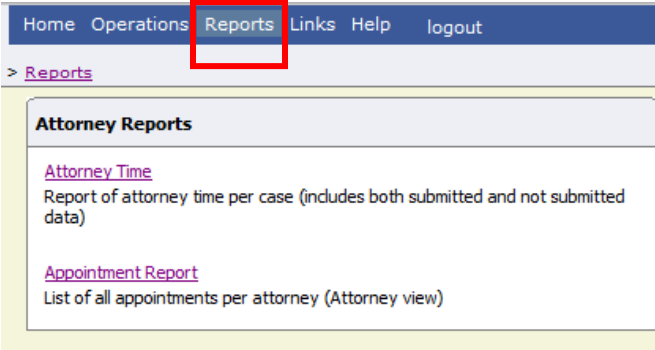 Home Operations Reports Links Help logout
> Reports
Attorney Reports
Attorney Time
Report of attorney time per case (includes both submitted and not submitted
data)
Appointment Report
List of all appointments per attorney (Attorney view)